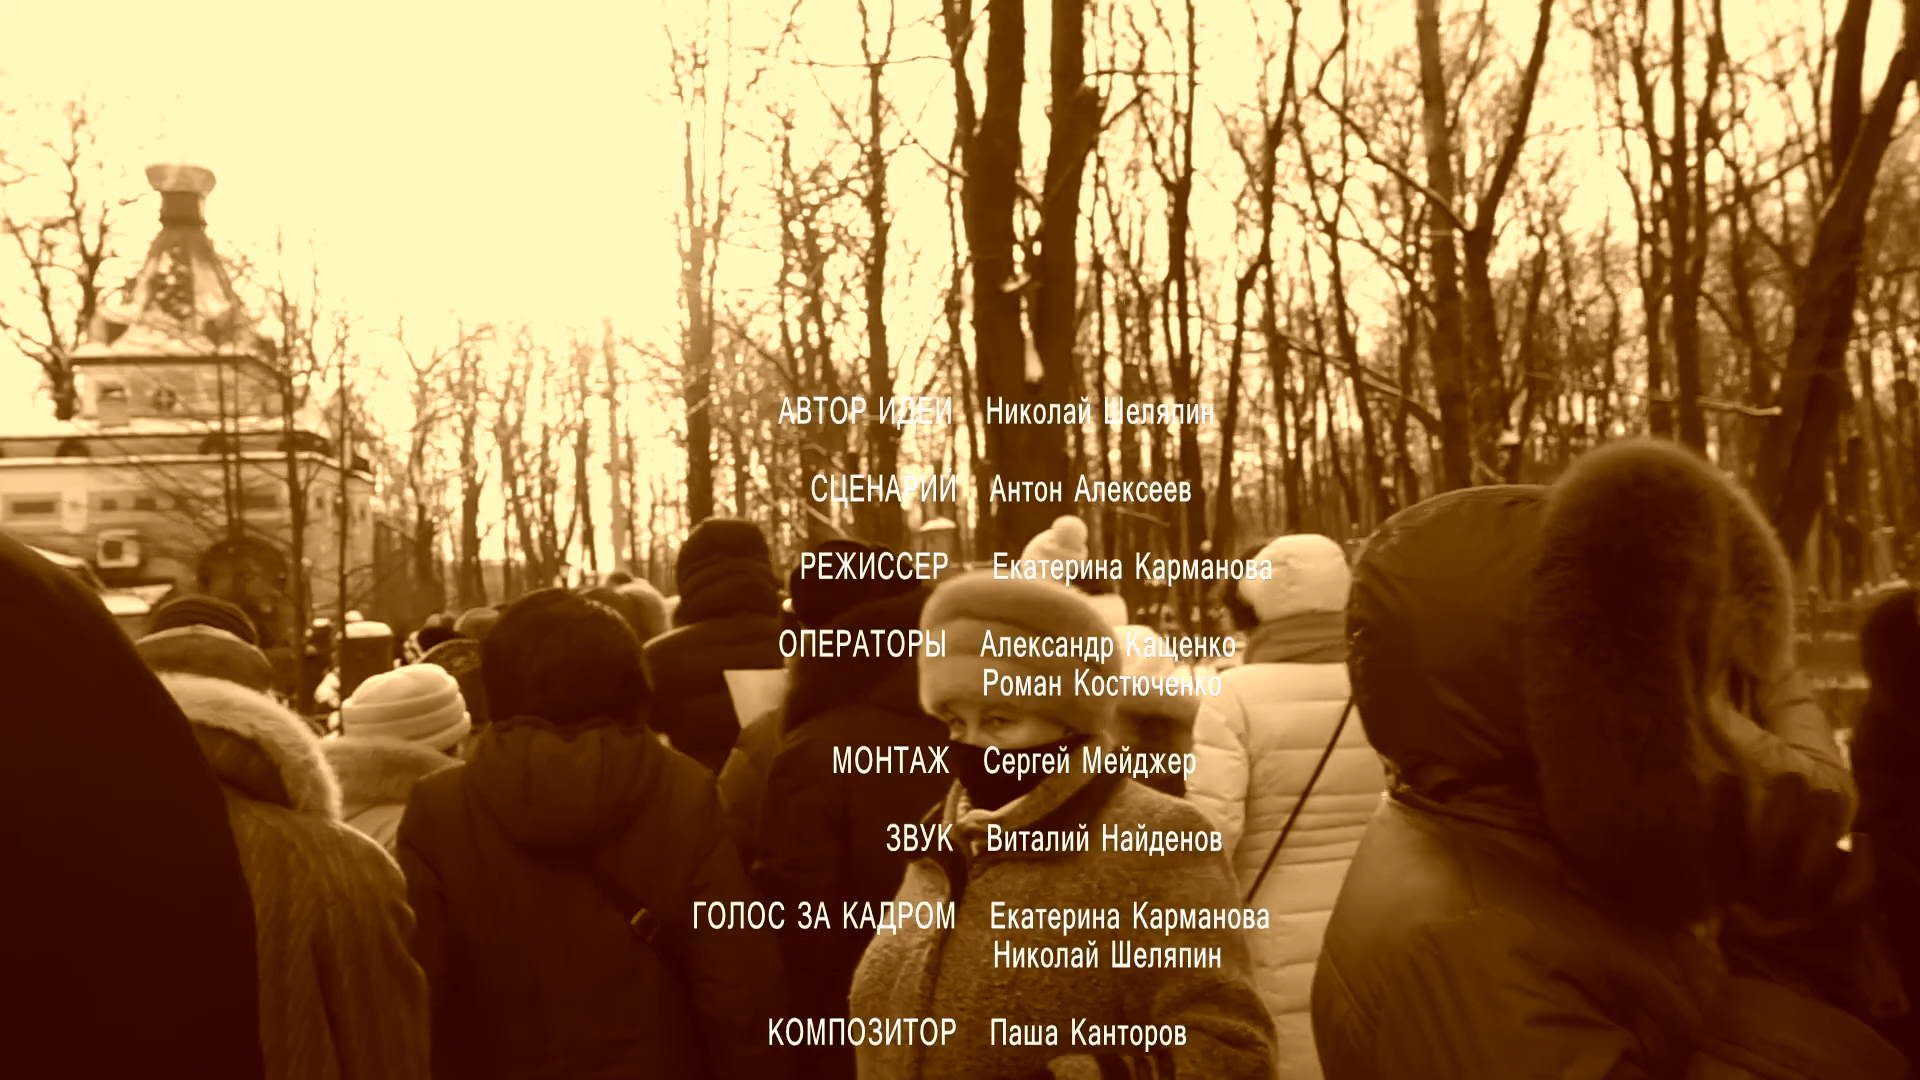 АВТОР ИДЕИ Николай Шеляпин
СЦЕНАРИЙ Антон Алексеев
РЕЖИССЕР Екатерина Карманова
ОПЕРАТОРЫ Александр Кащенко
Роман Костюченко
МОНТАЖ Сергей Мейджер
ЗВУК Виталий Найденов
ГОЛОС ЗА КАДРОМ Екатерина Карманова
Николай Шеляпин
КОМПОЗИТОР Паша Канторов